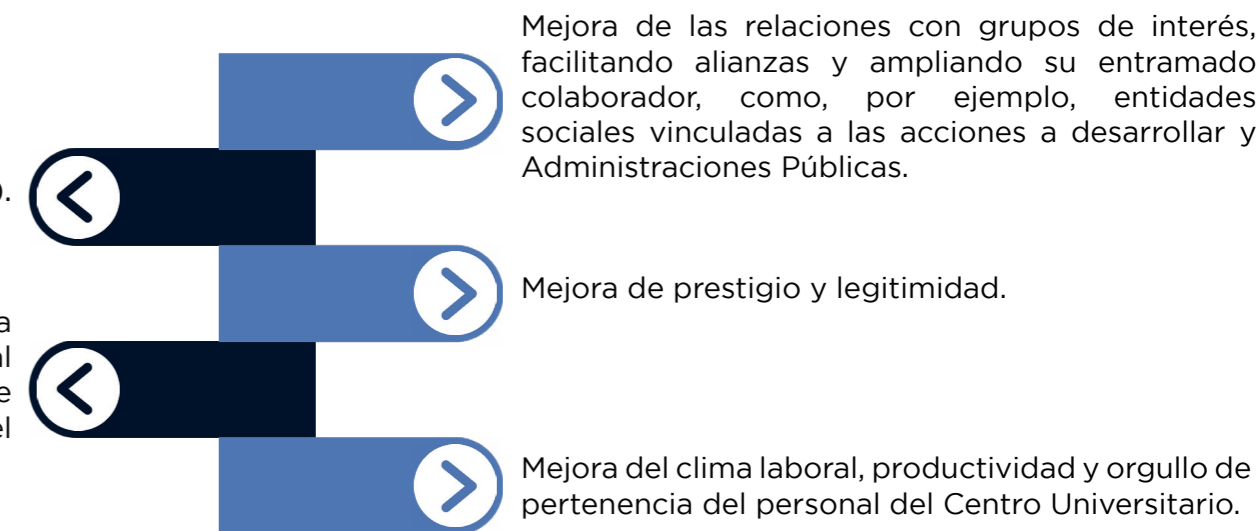 Mejora de las relaciones con grupos de interés,
facilitando alianzas y ampliando su entramado
colaborador, como, por ejemplo, entidades
sociales vinculadas a las acciones a desarrollar y
Administraciones Públicas.
Mejora de prestigio y legitimidad.
Mejora del clima laboral, productividad y orgullo de
pertenencia del personal del Centro Universitario.